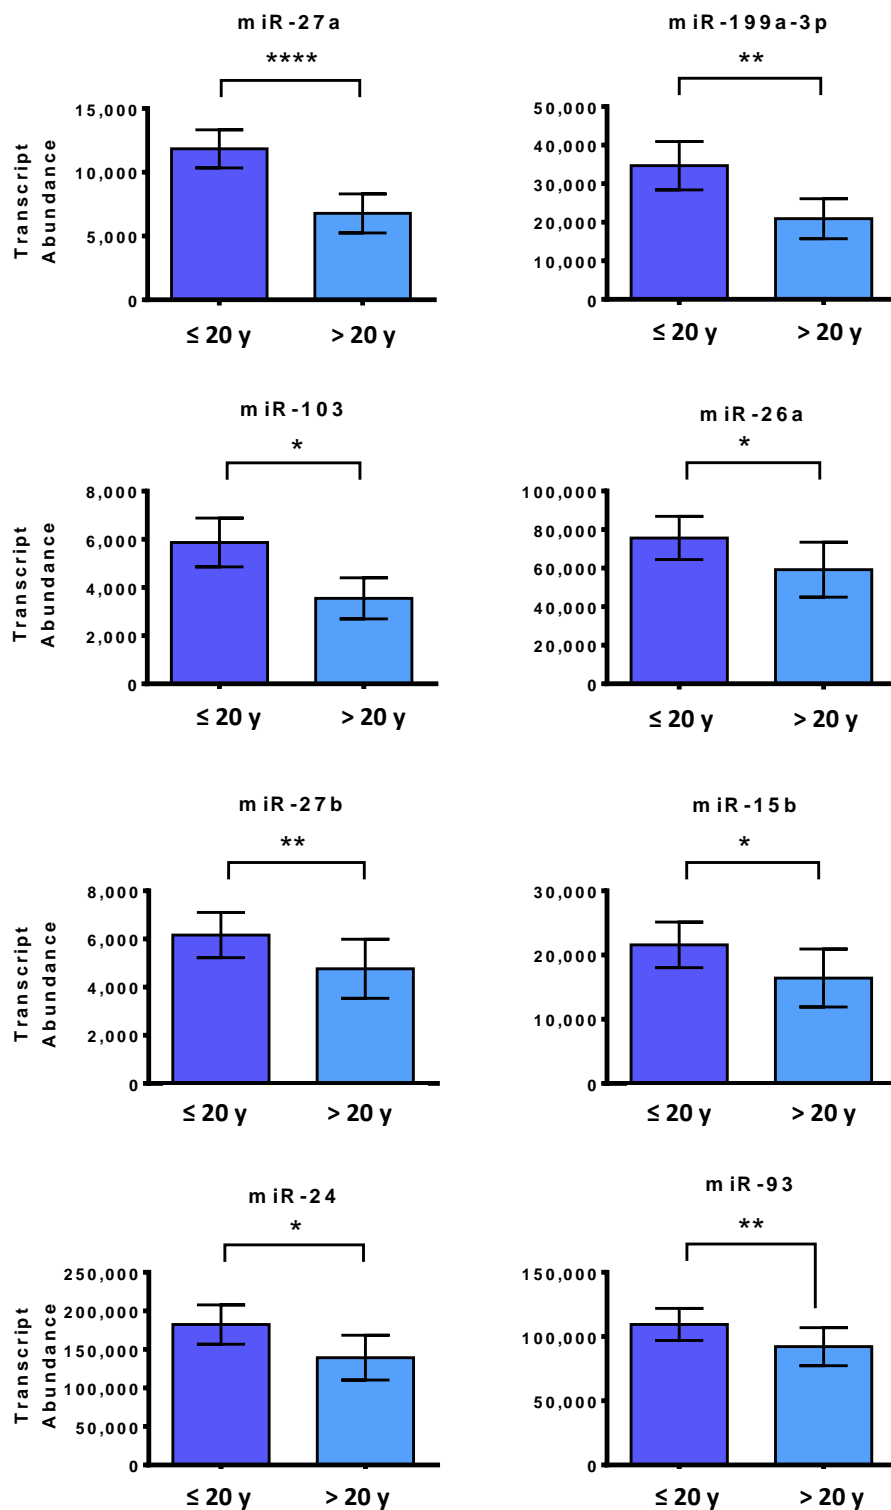 miR-27a
****
Transcript
Abundance
15,000
10,000
5,000
0
≤ 20 y
> 20 y
miR-199a-3p
**
50,000
40,000
30,000
20,000
10,000
0
≤ 20 y
> 20 y
miR-103
*
Transcript
Abundance
8,000
6,000
4,000
2,000
0
≤ 20 y
> 20 y
miR-26a
*
100,000
80,000
60,000
40,000
20,000
0
≤ 20 y
> 20 y
miR-27b
**
Transcript
Abundance
8,000
6,000
4,000
2,000
0
≤ 20 y
> 20 y
miR-15b
*
30,000
20,000
10,000
0
≤ 20 y
> 20 y
miR-24
*
Transcript
Abundance
250,000
200,000
150,000
100,000
50,000
0
≤ 20 y
> 20 y
miR-93
**
150,000
100,000
50,000
0
≤ 20 y
> 20 y